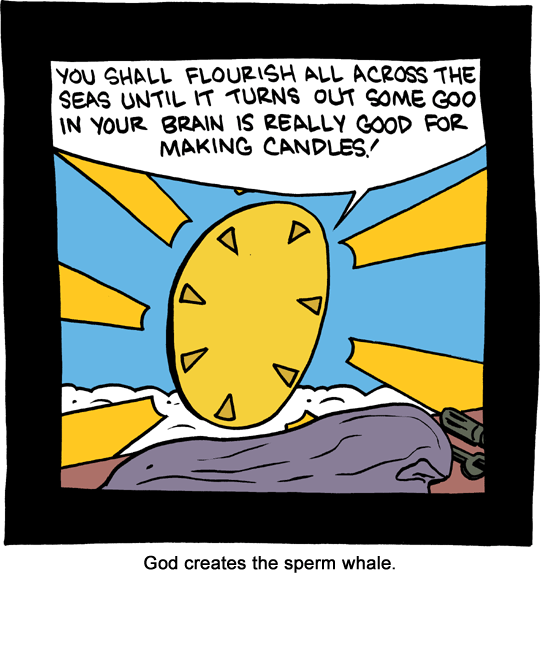 YOU SHALL FLOURISH ALL ACROSS THE
SEAS UNTIL IT TURNS OUT SOME GOO
IN YOUR BRAIN IS REALLY GOOD FOR
MAKING CANDLES!
God creates the sperm whale.